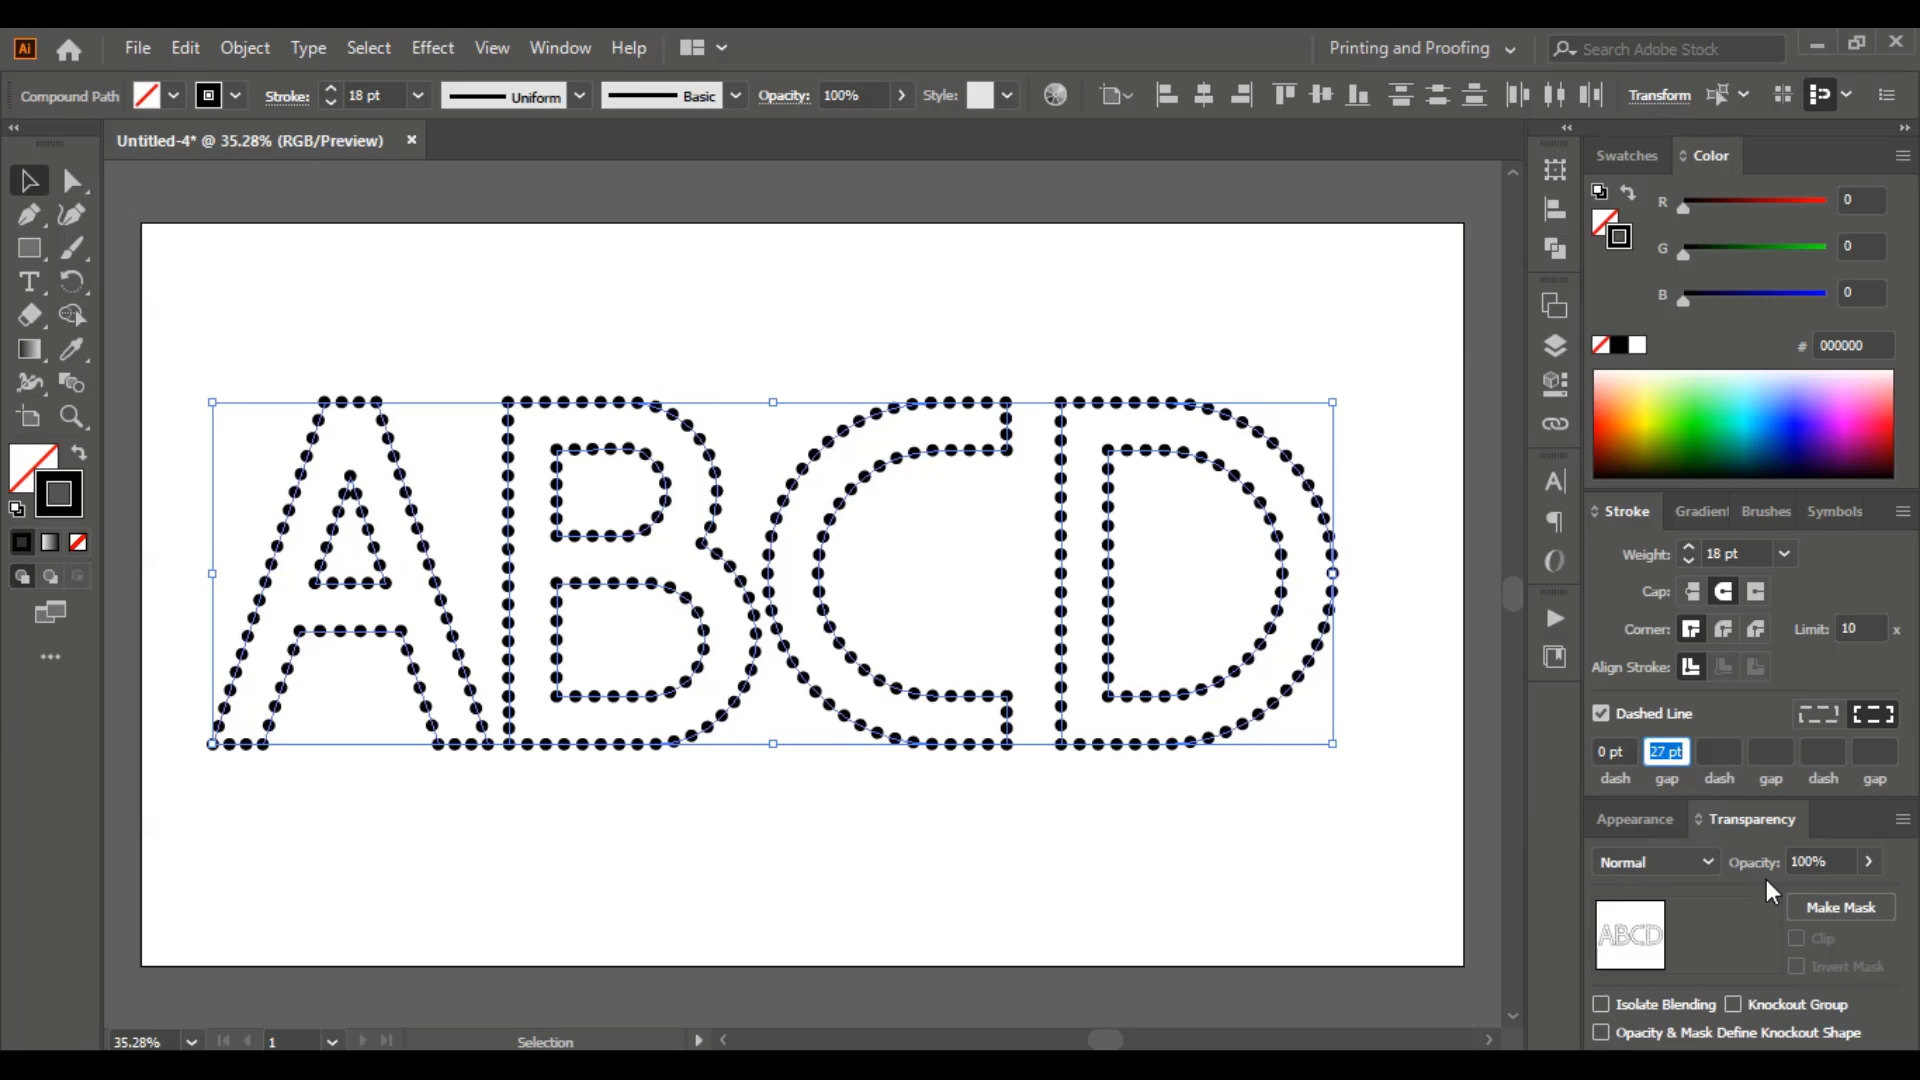 Ai File Edit Object Type Select Effect View Window Help Printing and Proofing Search Adobe Stock
Compound Path Stroke: 18 pt Uniform Basic Opacity: 100% Style: Transform
Untitled-4* @ 35.28% (RGB/Preview)
Swatches Color
R 0
G 0
B 0
# 000000
ABCD
Stroke Gradient Brushes Symbols
Weight: 18 pt
Cap:
Corner: Limit: 10 x
Align Stroke:
Dashed Line
0 pt 27 pt
dash gap dash gap dash gap
Appearance Transparency
Normal Opacity: 100%
Make Mask
ABCD
Clip
Invert Mask
Isolate Blending Knockout Group
Opacity & Mask Define Knockout Shape
35.28% 1 Selection